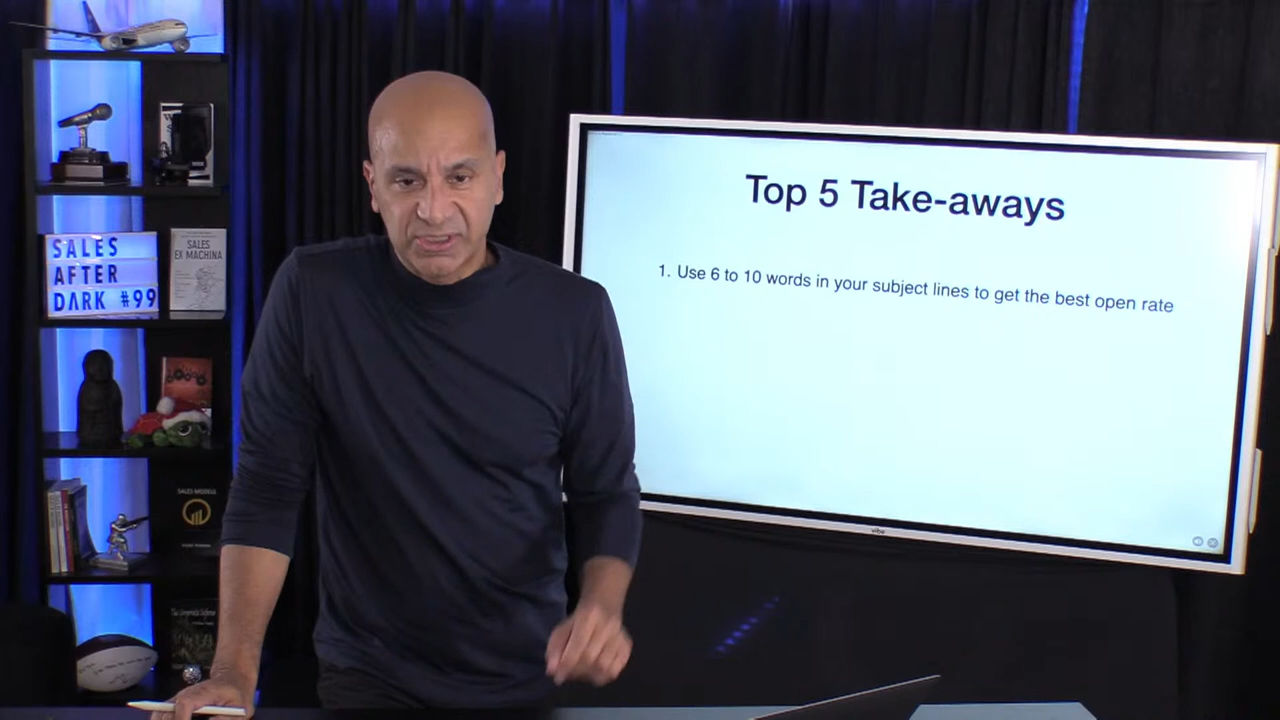 Top 5 Take-aways
1. Use 6 to 10 words in your subject lines to get the best open rate
SALES
AFTER
DARK #99
SALES
EX MACHINA
vibe